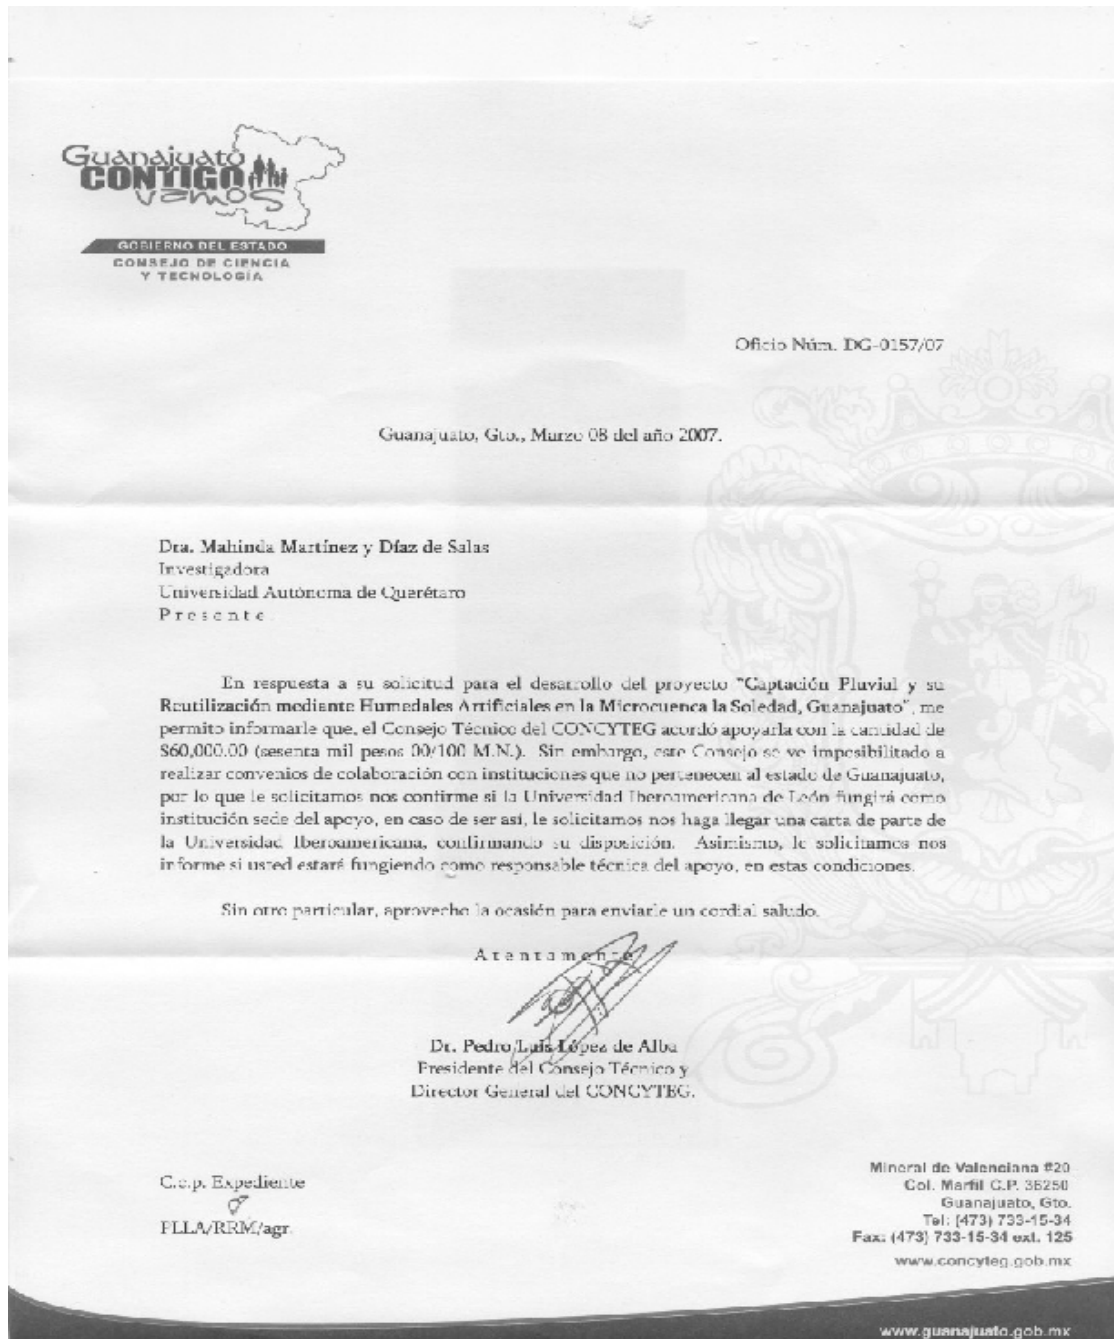 Guanajuato
CONTIGO
vamos
GOBIERNO DEL ESTADO
CONSEJO DE CIENCIA
Y TECNOLOGÍA
Oficio Núm. DG-0157/07
Guanajuato, Gto., Marzo 08 del año 2007.
Dra. Mahinda Martínez y Díaz de Salas
Investigadora
Universidad Autónoma de Querétaro
P r e s e n t e
En respuesta a su solicitud para el desarrollo del proyecto "Captación Pluvial y su
Reutilización mediante Humedales Artificiales en la Microcuenca la Soledad, Guanajuato", me
permito informarle que, el Consejo Técnico del CONCYTEG acordó apoyarla con la cantidad de
$60,000.00 (sesenta mil pesos 00/100 M.N.). Sin embargo, este Consejo se ve imposibilitado a
realizar convenios de colaboración con instituciones que no pertenecen al estado de Guanajuato,
por lo que le solicitamos nos confirme si la Universidad Iberoamericana de León fungirá como
institución sede del apoyo, en caso de ser así, le solicitamos nos haga llegar una carta de parte de
la Universidad Iberoamericana, confirmando su disposición. Asimismo, le solicitamos nos
informe si usted estará fungiendo como responsable técnica del apoyo, en estas condiciones.
Sin otro particular, aprovecho la ocasión para enviarle un cordial saludo.
A t e n t a m e n t e
Dr. Pedro Luis López de Alba
Presidente del Consejo Técnico y
Director General del CONCYTEG.
C.c.p. Expediente
PLLA/RRM/agr.
Mineral de Valenciana #20
Col. Marfil C.P. 36250
Guanajuato, Gto.
Tel: (473) 733-15-34
Fax: (473) 733-15-34 ext. 125
www.concyteg.gob.mx
www.guanajuato.gob.mx